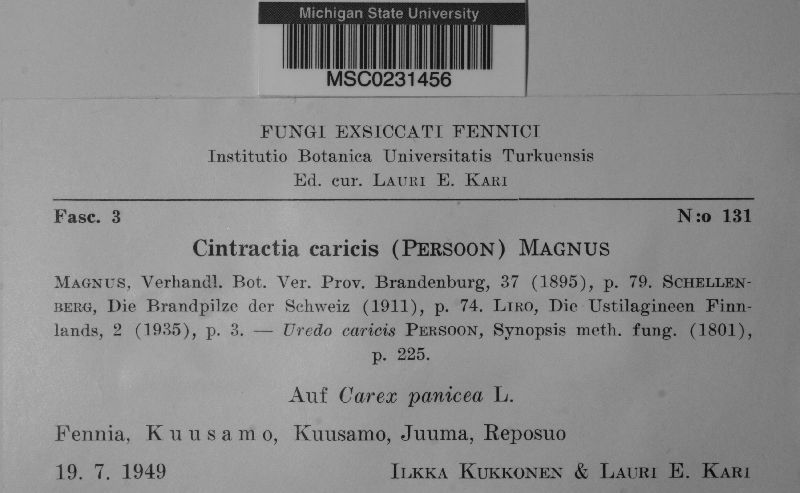 Michigan State University
MSC0231456
FUNGI EXSICCATI FENNICI
Institutio Botanica Universitatis Turkuensis
Ed. cur. LAURI E. KARI
Fasc. 3 N:o 131
Cintractia caricis (PERSOON) MAGNUS
MAGNUS, Verhandl. Bot. Ver. Prov. Brandenburg, 37 (1895), p. 79. SCHELLEN-
BERG, Die Brandpilze der Schweiz (1911), p. 74. LIRO, Die Ustilagineen Finn-
lands, 2 (1935), p. 3. — Uredo caricis PERSOON, Synopsis meth. fung. (1801),
p. 225.
Auf Carex panicea L.
Fennia, Kuusamo, Kuusamo, Juuma, Reposuo
19. 7. 1949 ILKKA KUKKONEN & LAURI E. KARI